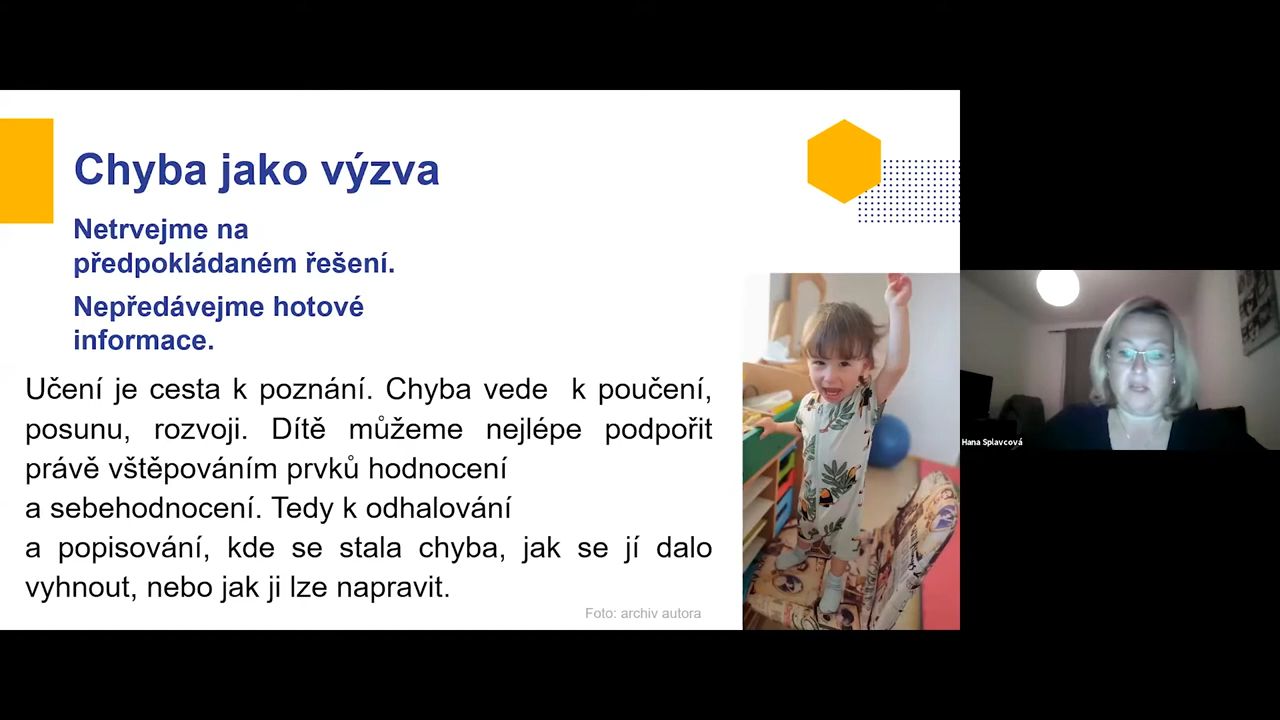 Chyba jako výzva
Netrvejme na
předpokládaném řešení.
Nepředávejme hotové
informace.
Učení je cesta k poznání. Chyba vede  k poučení,
posunu, rozvoji. Dítě můžeme nejlépe podpořit
právě vštěpováním prvků hodnocení
a sebehodnocení. Tedy k odhalování
a popisování, kde se stala chyba, jak se jí dalo
vyhnout, nebo jak ji lze napravit.
Foto: archiv autora
Hana Splavcová